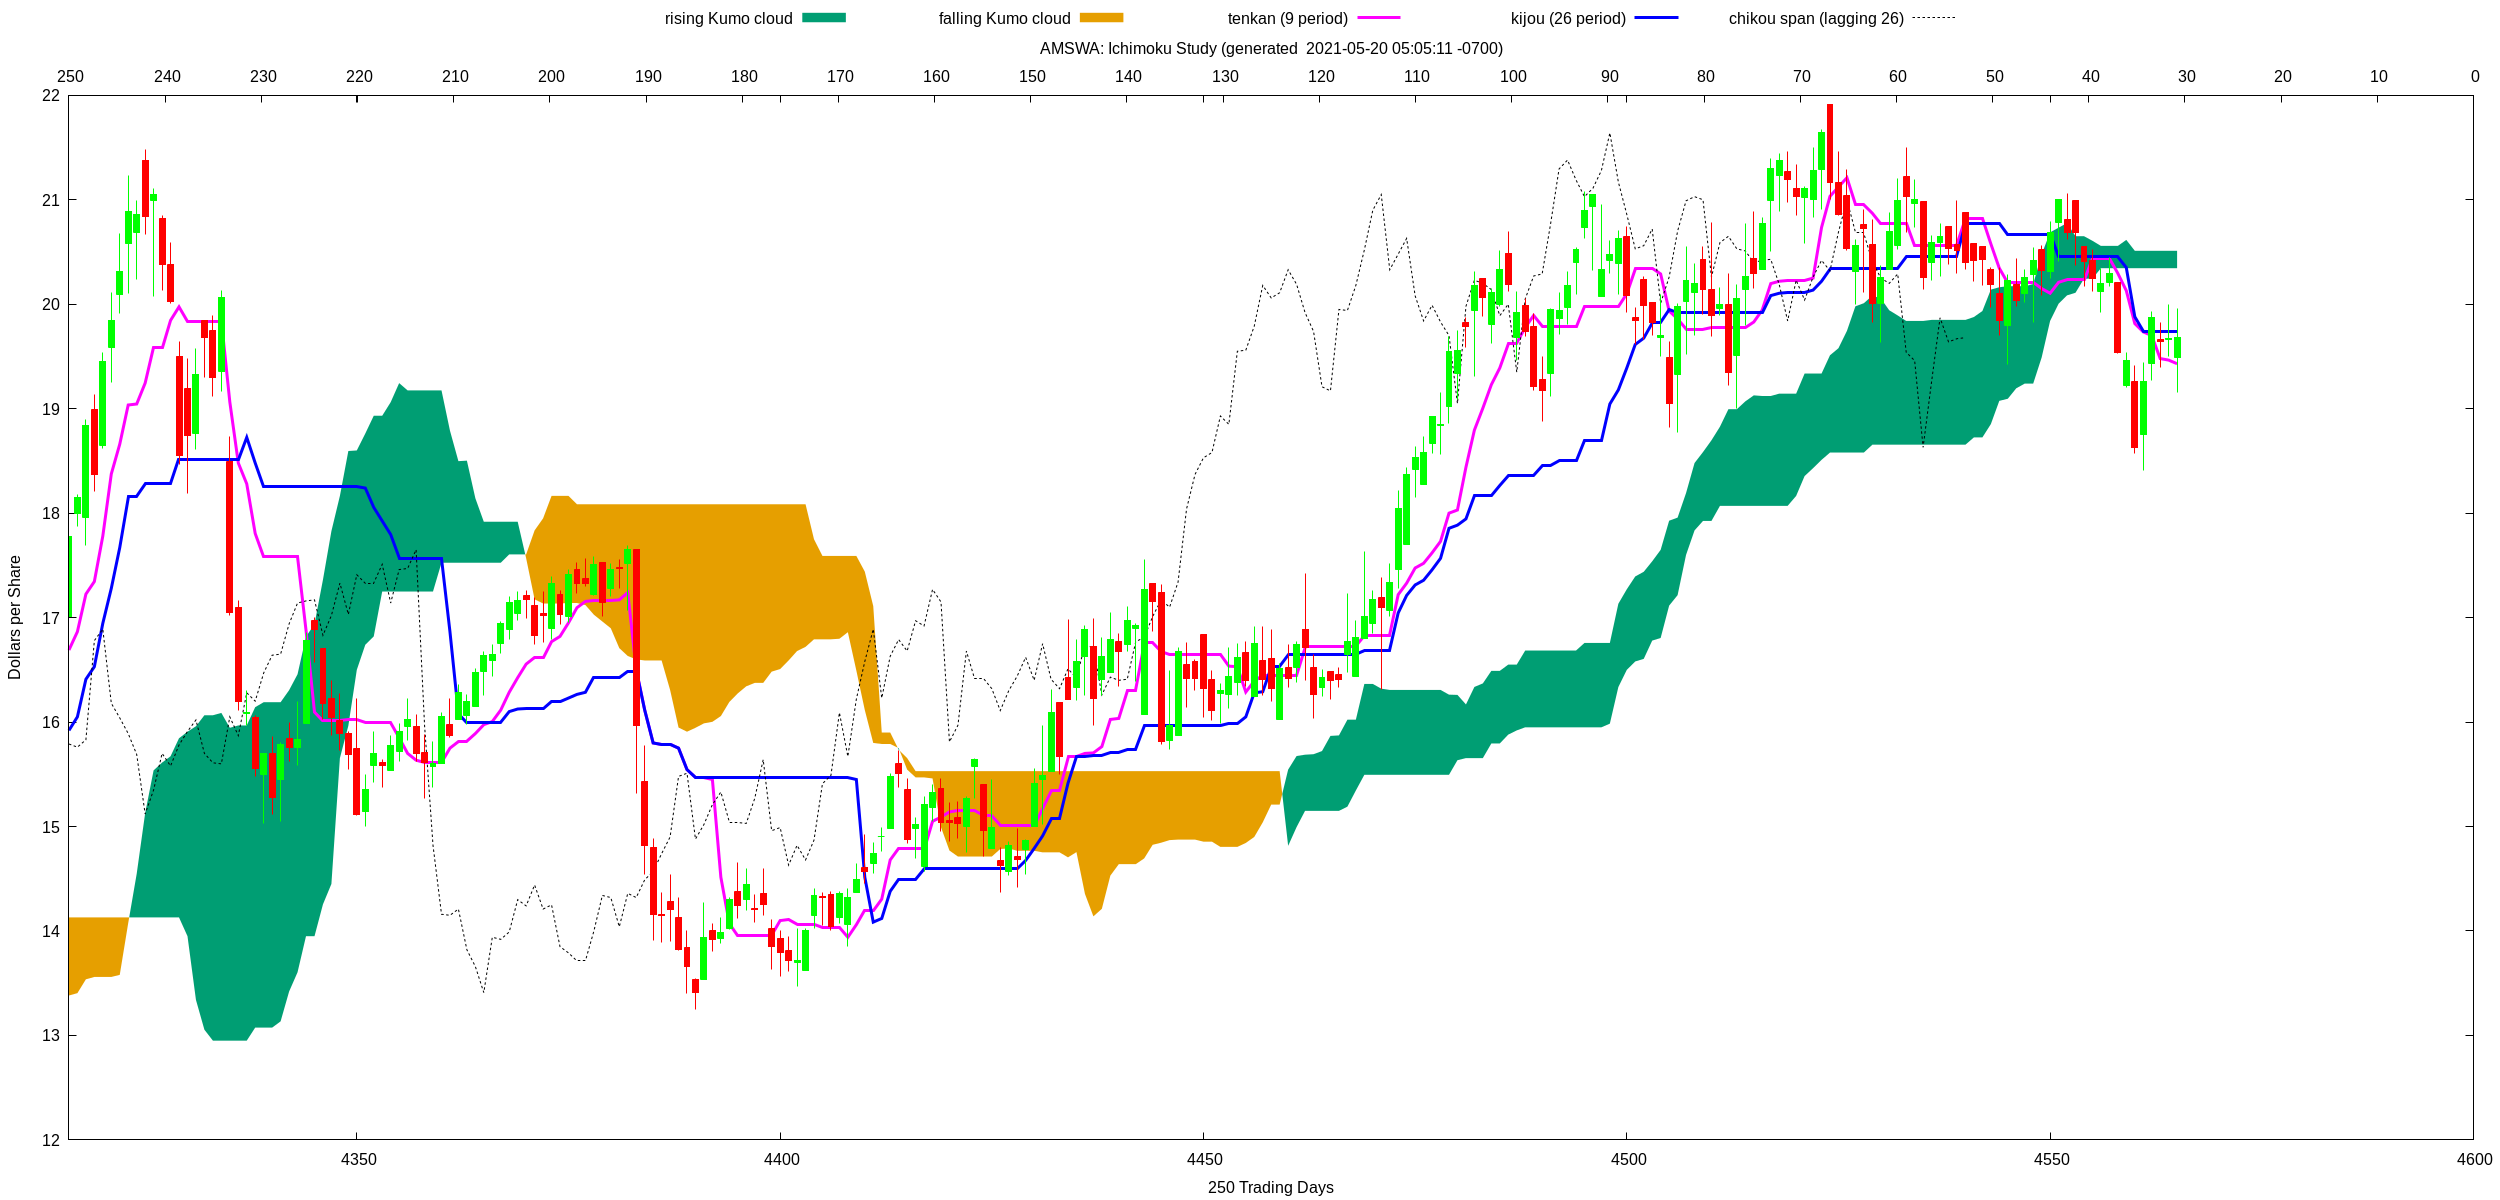 rising Kumo cloud falling Kumo cloud tenkan (9 period) kijou (26 period) chikou span (lagging 26)
AMSWA: Ichimoku Study (generated  2021-05-20 05:05:11 -0700)
250 240 230 220 210 200 190 180 170 160 150 140 130 120 110 100 90 80 70 60 50 40 30 20 10 0
22
21
20
19
18
17
16
15
14
13
12
Dollars per Share
4350 4400 4450 4500 4550 4600
250 Trading Days